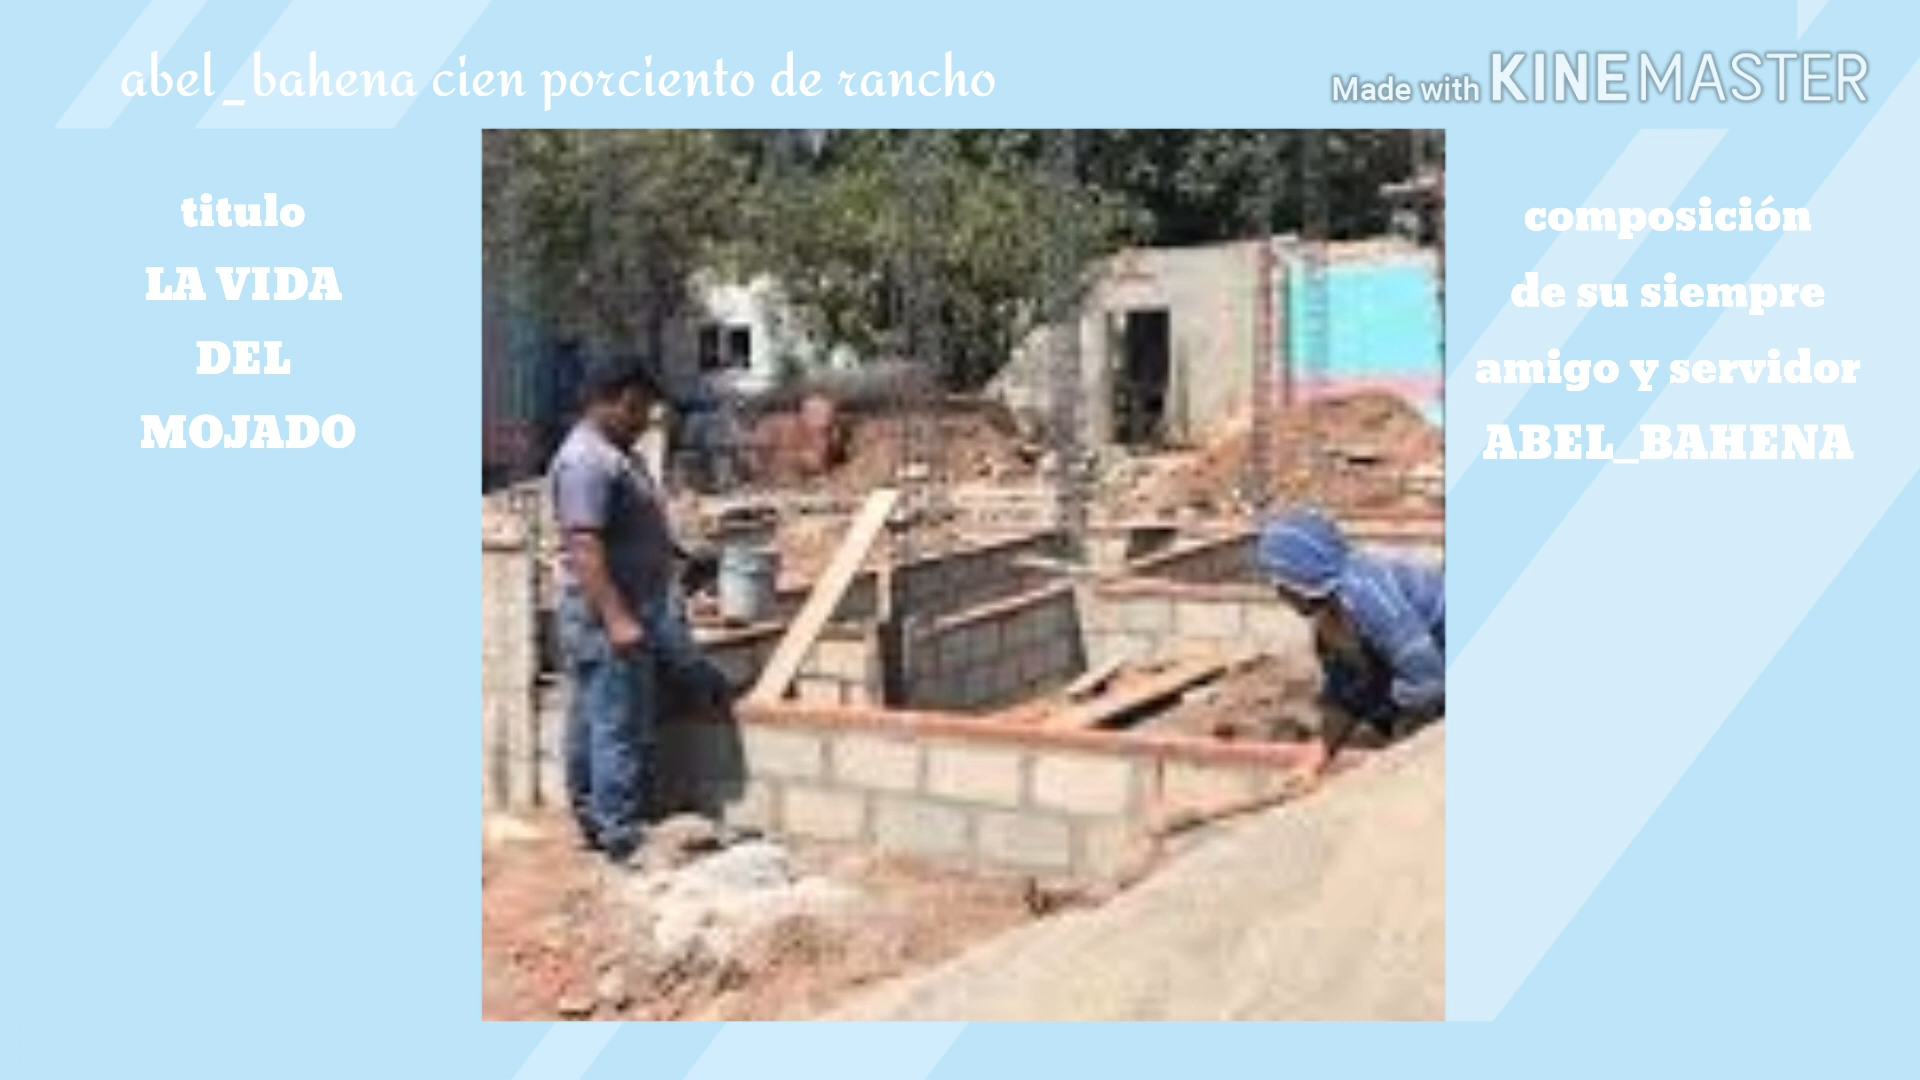 abel_bahena cien porciento de rancho
Made with KINEMASTER
titulo
LA VIDA
DEL
MOJADO
composición
de su siempre
amigo y servidor
ABEL_BAHENA